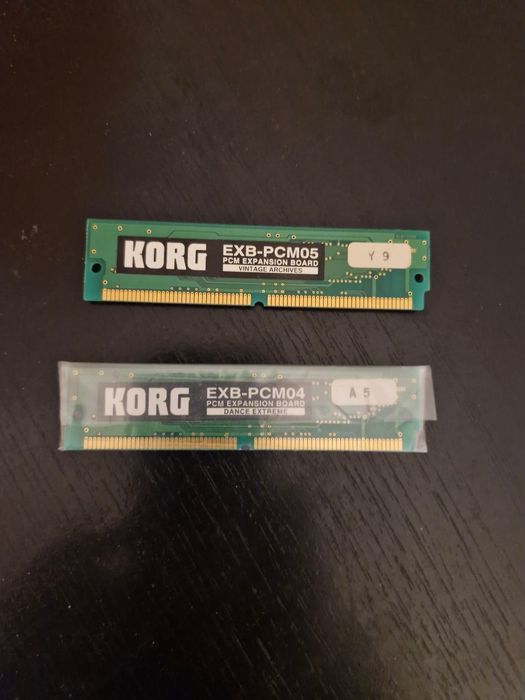 KORG
EXB-PCM05
PCM EXPANSION BOARD
VINTAGE ARCHIVES
Y 9
KORG
EXB-PCM04
PCM EXPANSION BOARD
DANCE EXTREME
A 5